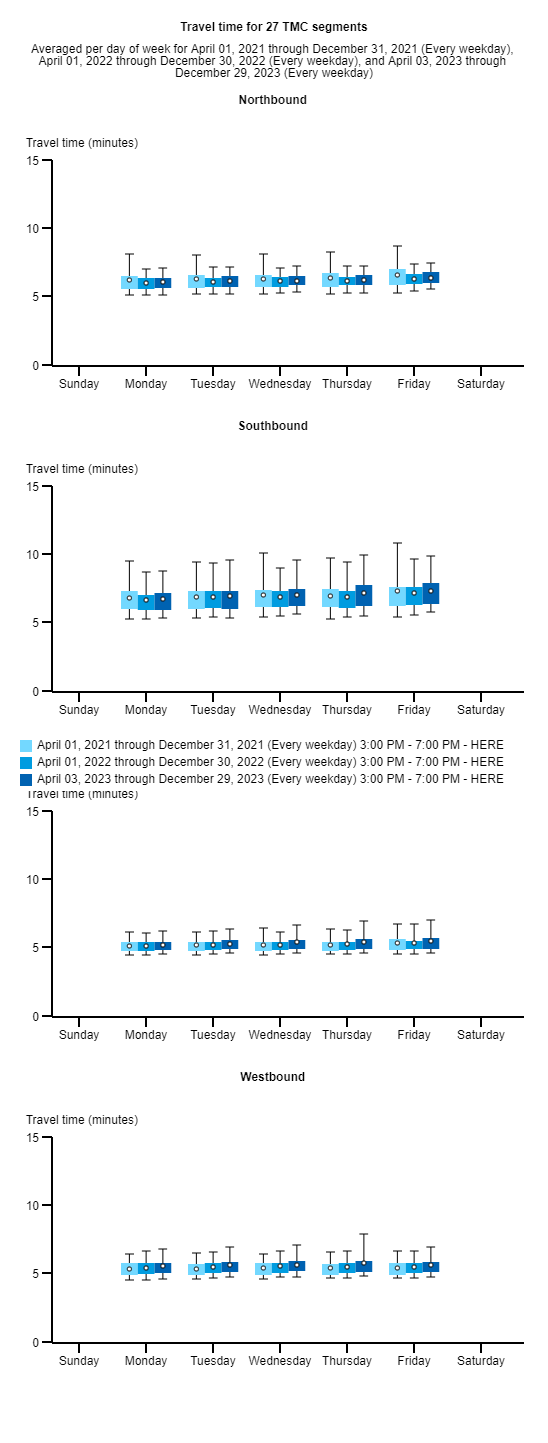 Travel time for 27 TMC segments
Averaged per day of week for April 01, 2021 through December 31, 2021 (Every weekday),
April 01, 2022 through December 30, 2022 (Every weekday), and April 03, 2023 through
December 29, 2023 (Every weekday)
Northbound
Travel time (minutes)
15
10
5
0
Sunday Monday Tuesday Wednesday Thursday Friday Saturday
Southbound
Travel time (minutes)
15
10
5
0
Sunday Monday Tuesday Wednesday Thursday Friday Saturday
April 01, 2021 through December 31, 2021 (Every weekday) 3:00 PM - 7:00 PM - HERE
April 01, 2022 through December 30, 2022 (Every weekday) 3:00 PM - 7:00 PM - HERE
April 03, 2023 through December 29, 2023 (Every weekday) 3:00 PM - 7:00 PM - HERE
Travel time (minutes)
15
10
5
0
Sunday Monday Tuesday Wednesday Thursday Friday Saturday
Westbound
Travel time (minutes)
15
10
5
0
Sunday Monday Tuesday Wednesday Thursday Friday Saturday